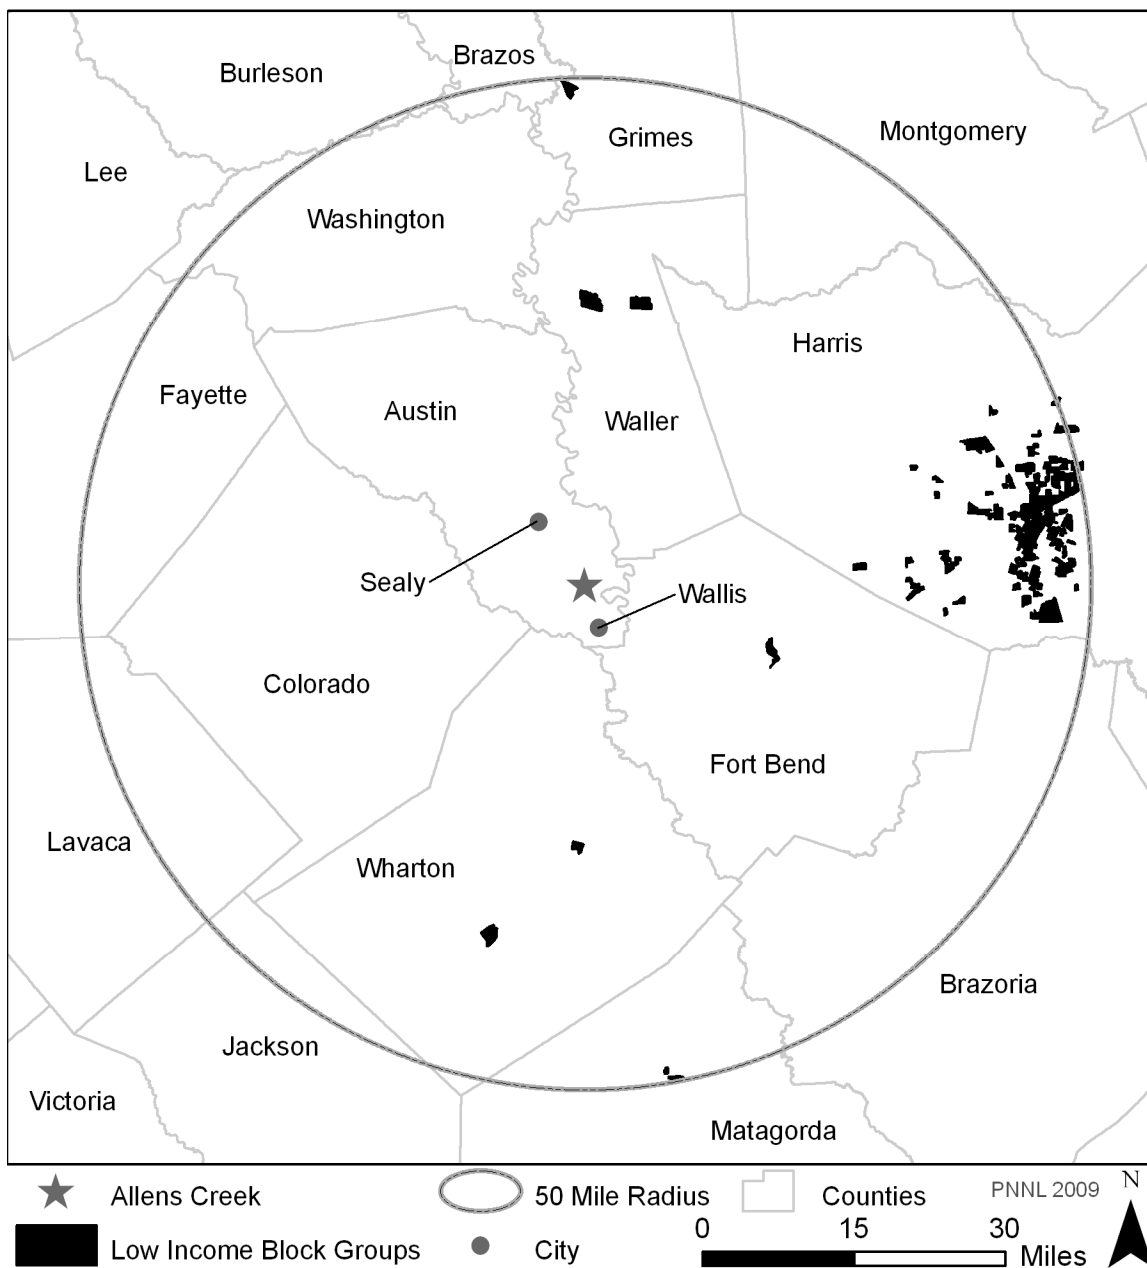 Brazos
Burleson
Montgomery
Grimes
Lee
Washington
Harris
Fayette
Austin
Waller
Sealy
Wallis
Colorado
Fort Bend
Lavaca
Wharton
Brazoria
Jackson
Victoria
Matagorda
Allens Creek
50 Mile Radius
Counties
PNNL 2009
N
Low Income Block Groups
City
0 15 30
Miles